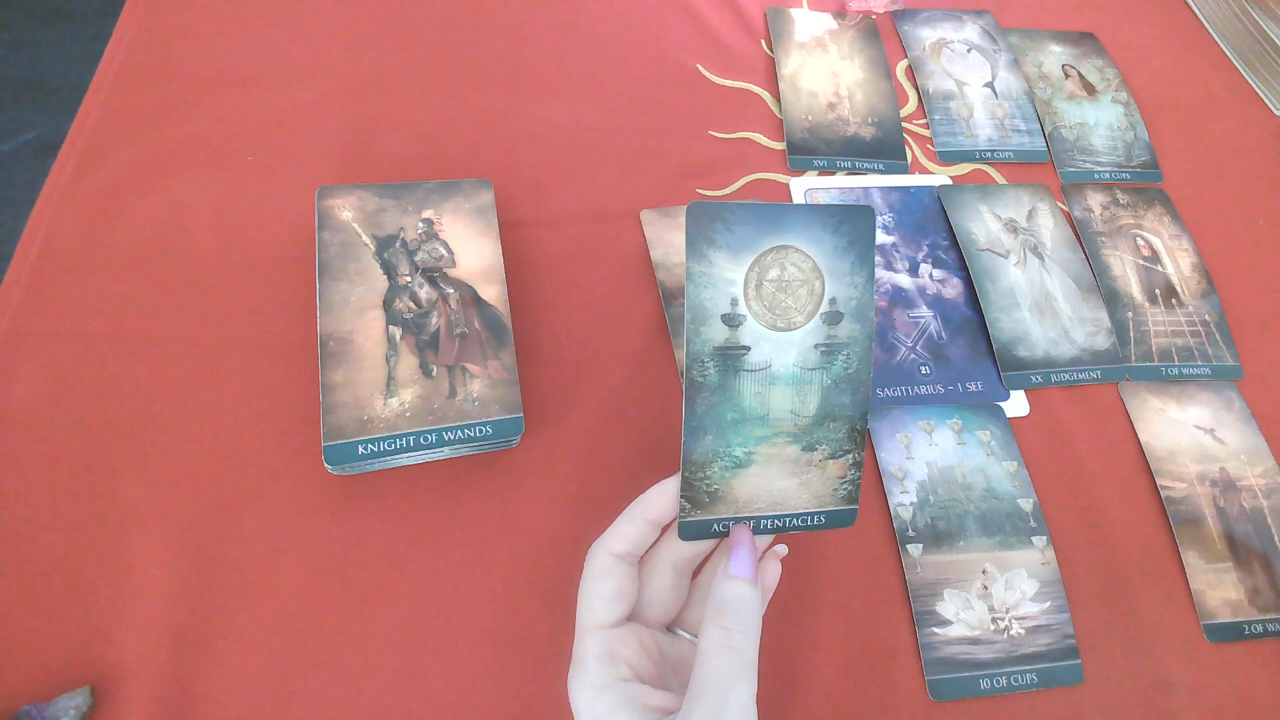 XVI - THE TOWER
2 OF CUPS
6 OF CUPS
21
SAGITTARIUS - I SEE
XX - JUDGEMENT
7 OF WANDS
KNIGHT OF WANDS
ACE OF PENTACLES
2 OF WA
10 OF CUPS